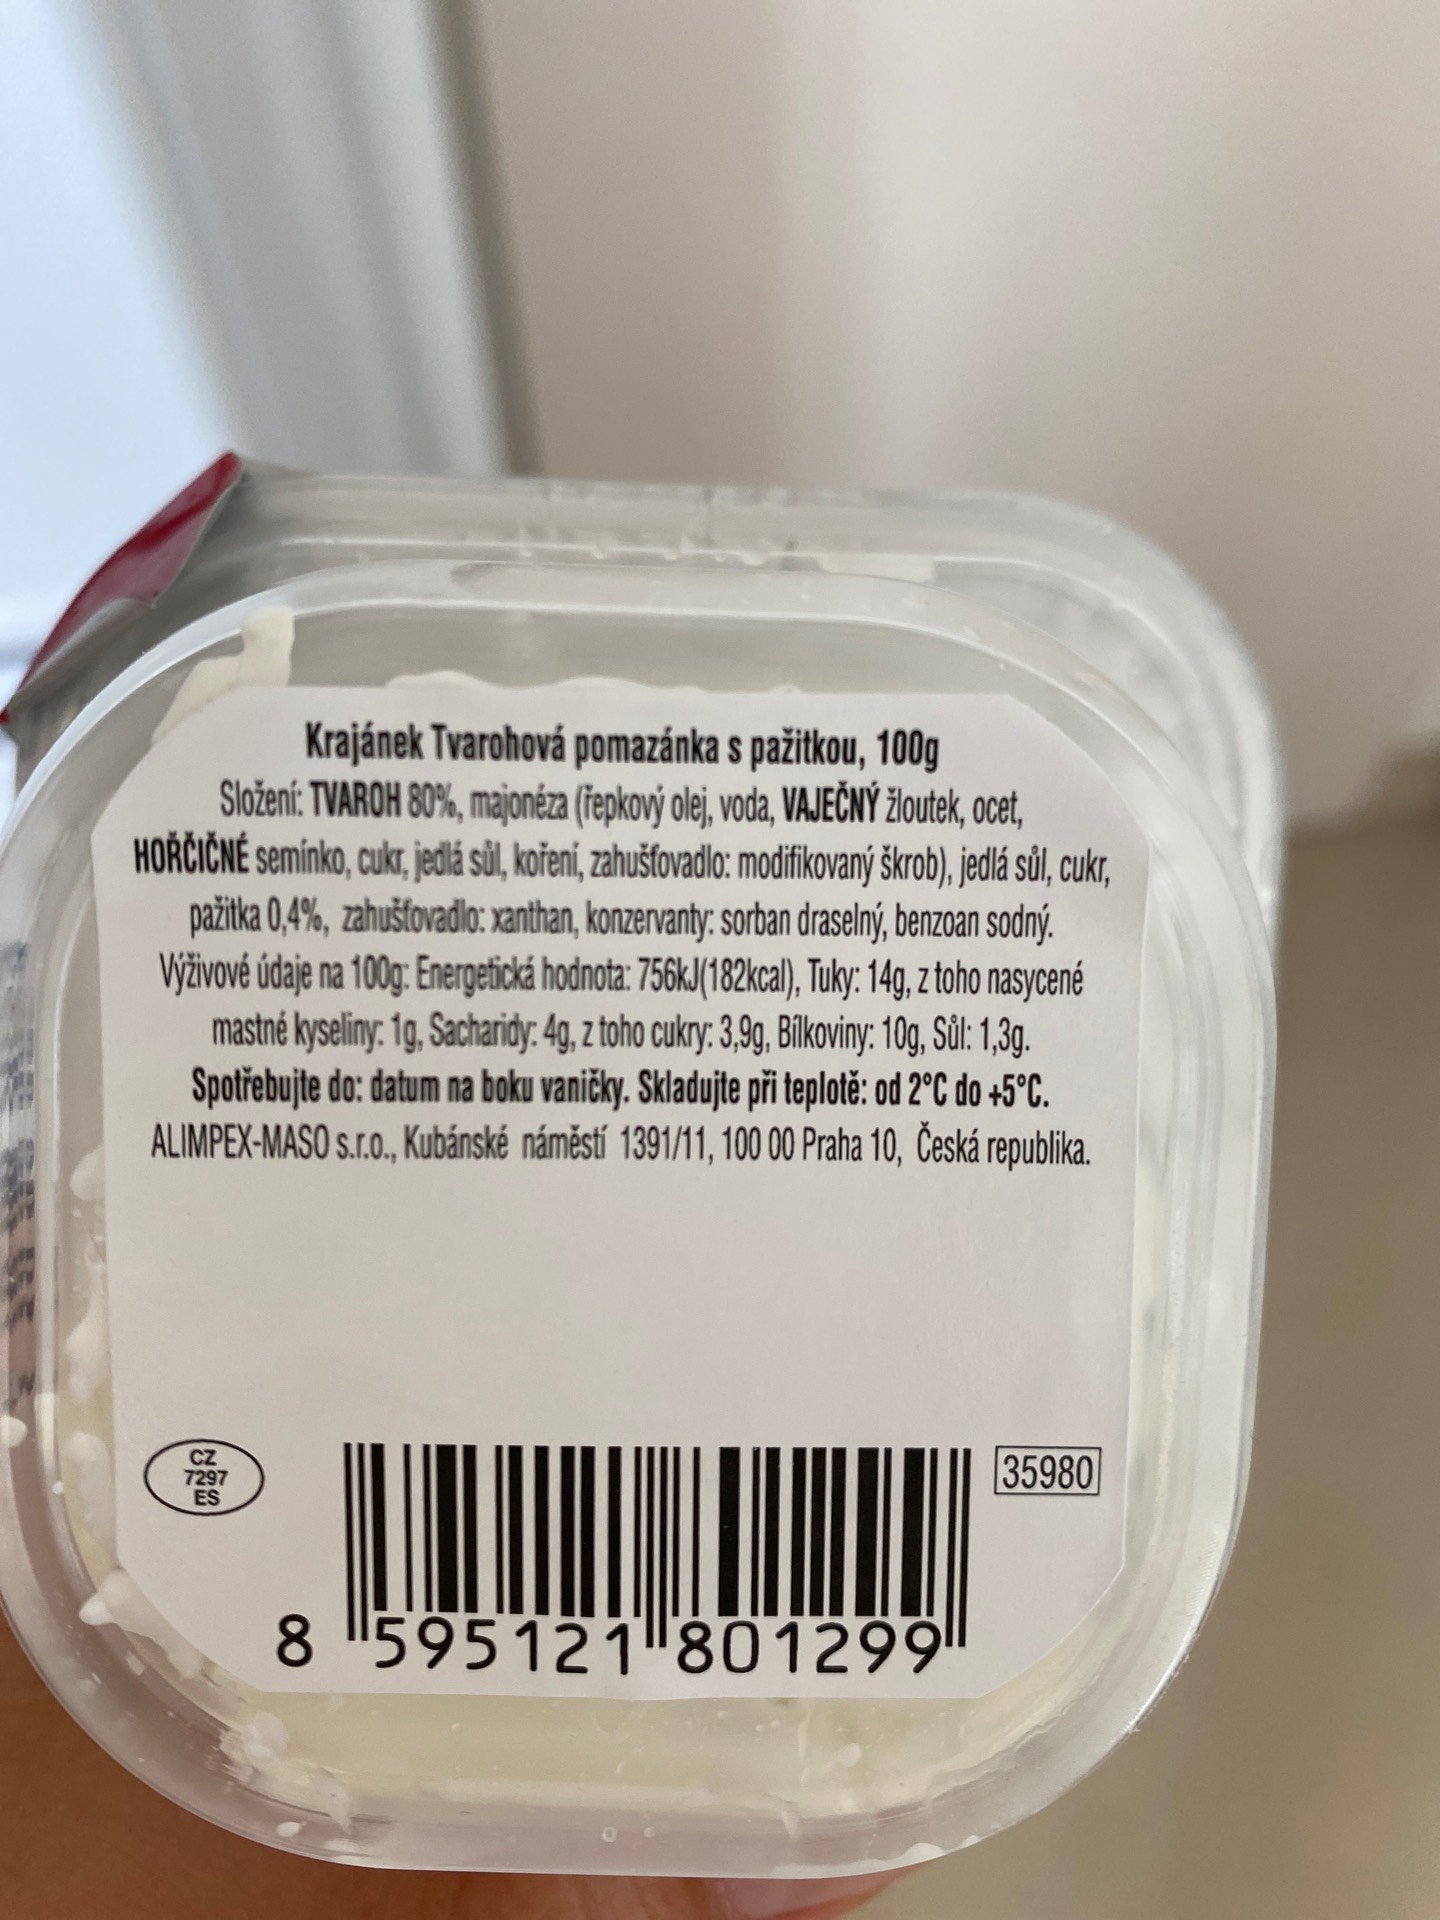 Krajánek Tvarohová pomazánka s pažitkou, 100g
Složení: TVAROH 80%, majonéza (řepkový olej, voda, VAJEČNÝ žloutek, ocet,
HOŘČIČNÉ semínko, cukr, jedlá sůl, koření, zahušťovadlo: modifikovaný škrob), jedlá sůl, cukr,
pažitka 0,4%, zahušťovadlo: xanthan, konzervanty: sorban draselný, benzoan sodný.
Výživové údaje na 100g: Energetická hodnota: 756kJ(182kcal), Tuky: 14g, z toho nasycené
mastné kyseliny: 1g, Sacharidy: 4g, z toho cukry: 3,9g, Bílkoviny: 10g, Sůl: 1,3g.
Spotřebujte do: datum na boku vaničky. Skladujte při teplotě: od 2°C do +5°C.
ALIMPEX-MASO s.r.o., Kubánské náměstí 1391/11, 100 00 Praha 10, Česká republika.
CZ
7297
ES
35980
8 595121 801299